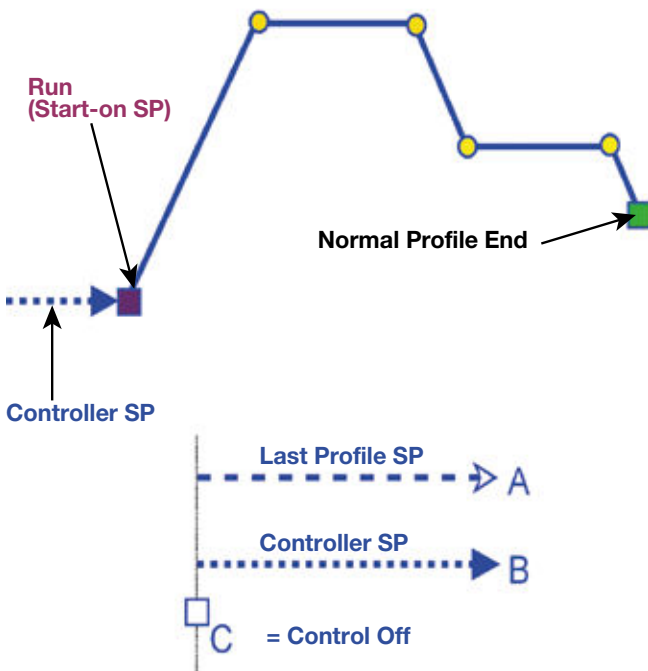 Run
(Start-on SP)
Normal Profile End
Controller SP
Last Profile SP
A
Controller SP
B
C = Control Off